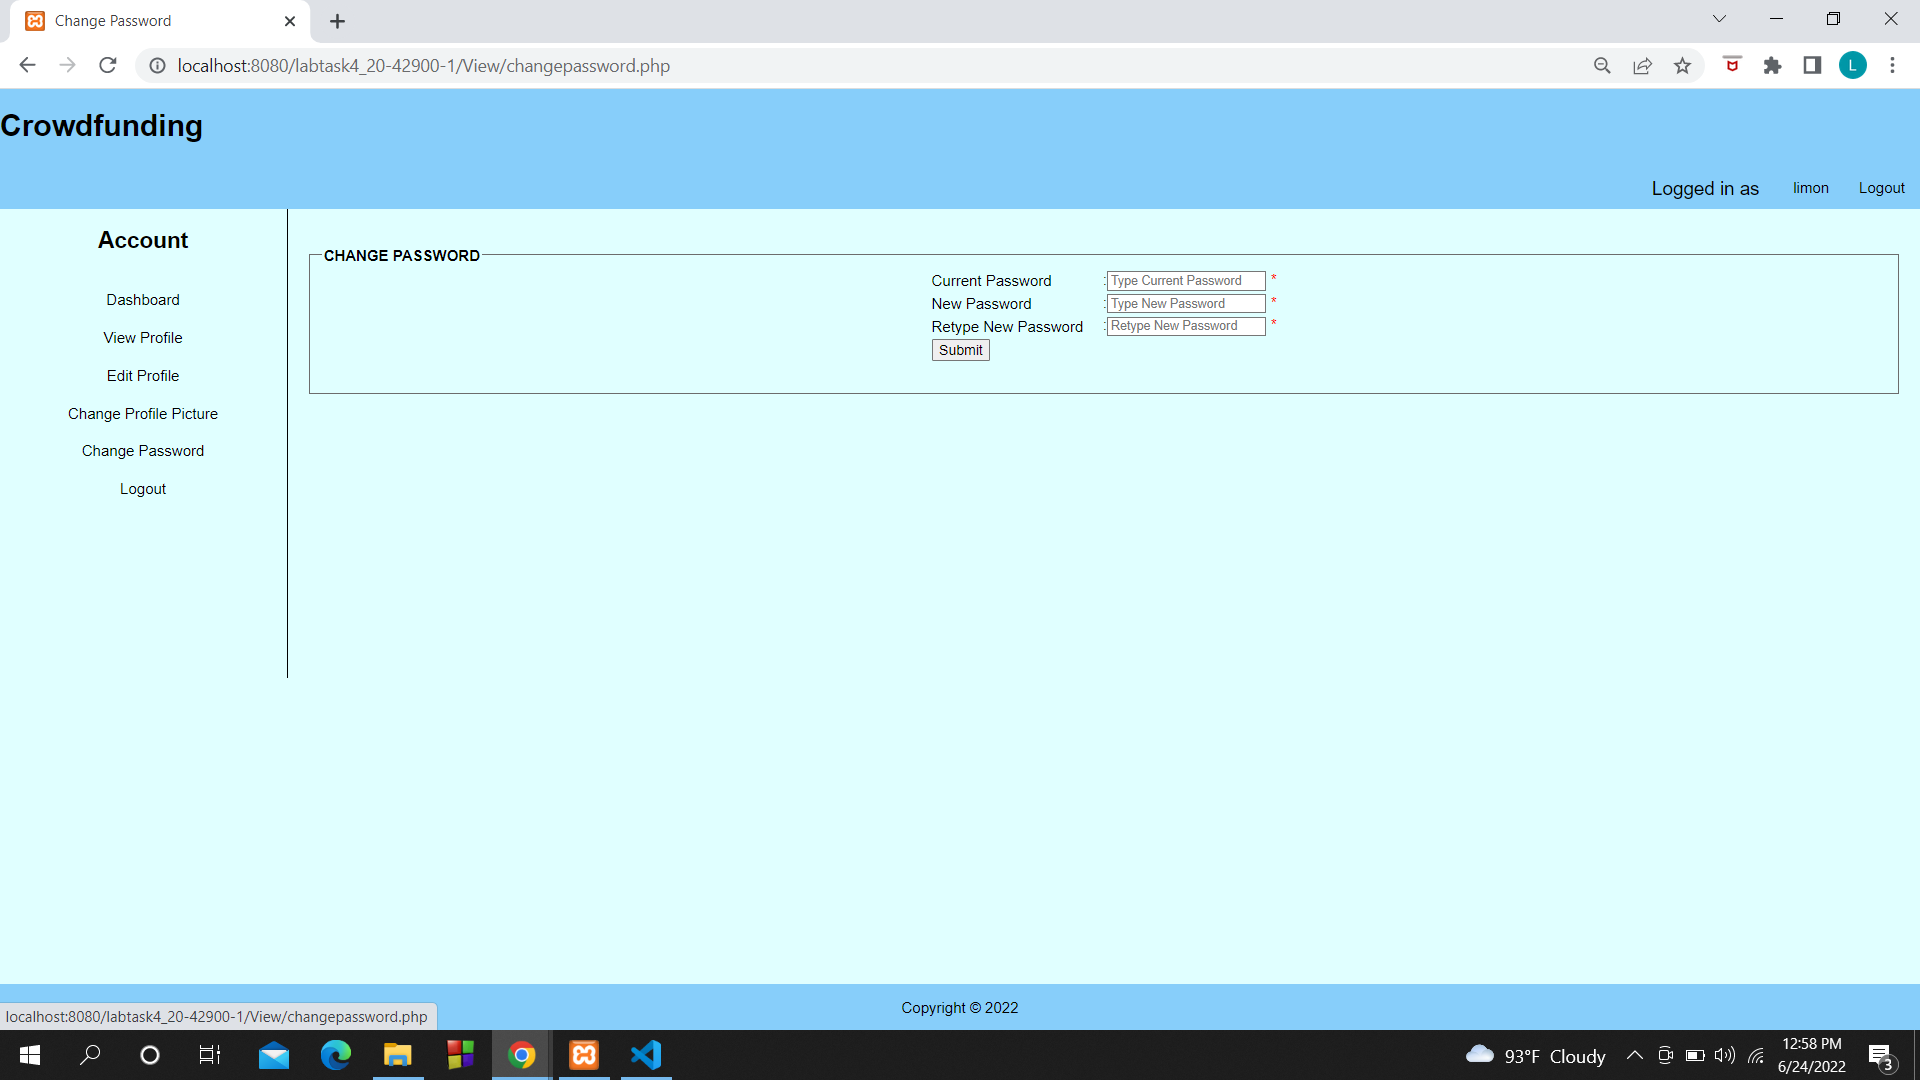 Change Password
localhost:8080/labtask4_20-42900-1/View/changepassword.php
L
Crowdfunding
Logged in as limon Logout
Account
Dashboard
View Profile
Edit Profile
Change Profile Picture
Change Password
Logout
CHANGE PASSWORD
Current Password :Type Current Password *
New Password :Type New Password *
Retype New Password :Retype New Password *
Submit
Copyright © 2022
localhost:8080/labtask4_20-42900-1/View/changepassword.php
93°F Cloudy
12:58 PM
6/24/2022
3